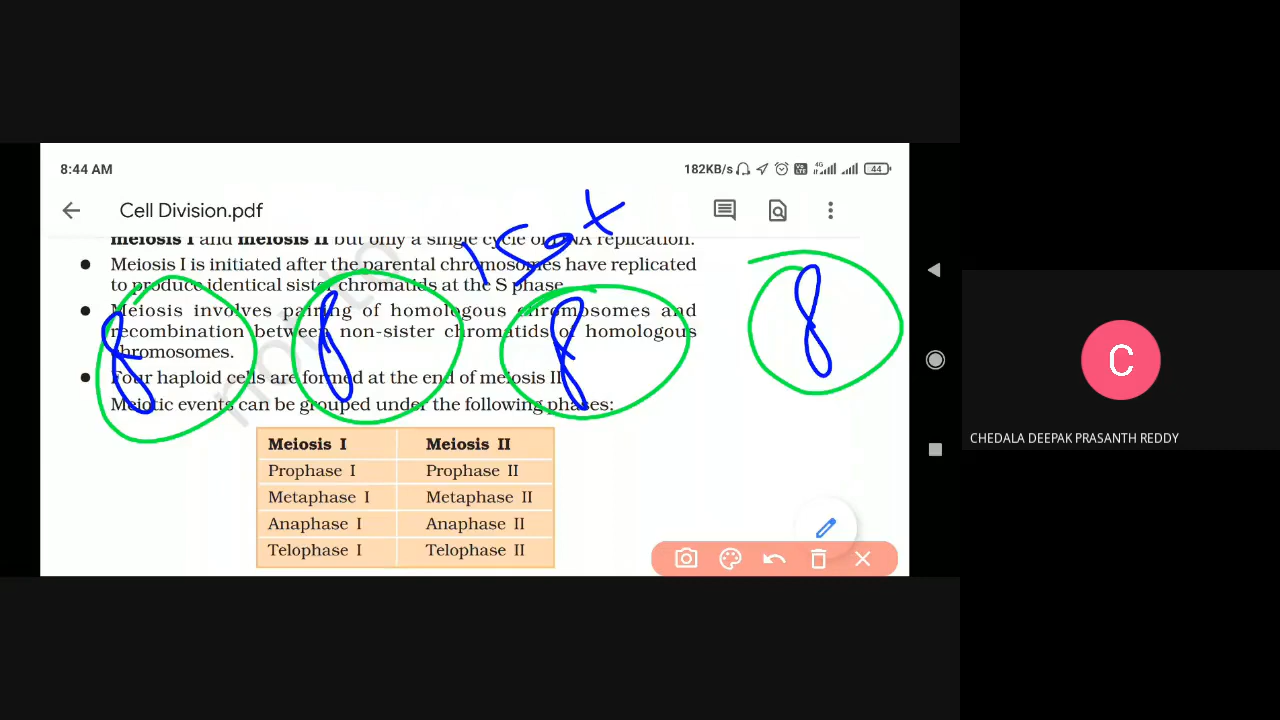 8:44 AM 182KB/s 4G 44
Cell Division.pdf
meiosis I and meiosis II but only a single cycle of DNA replication.
● Meiosis I is initiated after the parental chromosomes have replicated
to produce identical sister chromatids at the S phase.
● Meiosis involves pairing of homologous chromosomes and
recombination between non-sister chromatids of homologous
chromosomes.
● Four haploid cells are formed at the end of meiosis II.
Meiotic events can be grouped under the following phases:
Meiosis I Meiosis II
Prophase I Prophase II
Metaphase I Metaphase II
Anaphase I Anaphase II
Telophase I Telophase II
C
CHEDALA DEEPAK PRASANTH REDDY